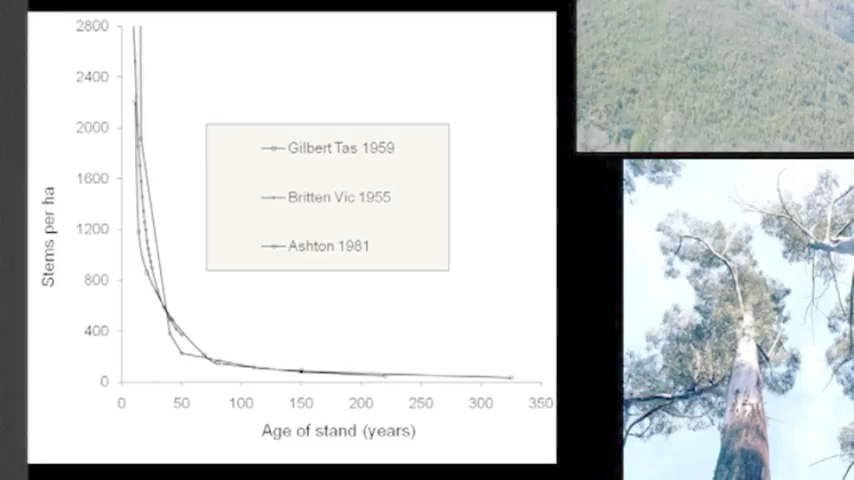 2800
2400
2000
1600
1200
800
400
0
Stems per ha
Gilbert Tas 1959
Britten Vic 1955
Ashton 1981
0 50 100 150 200 250 300 350
Age of stand (years)